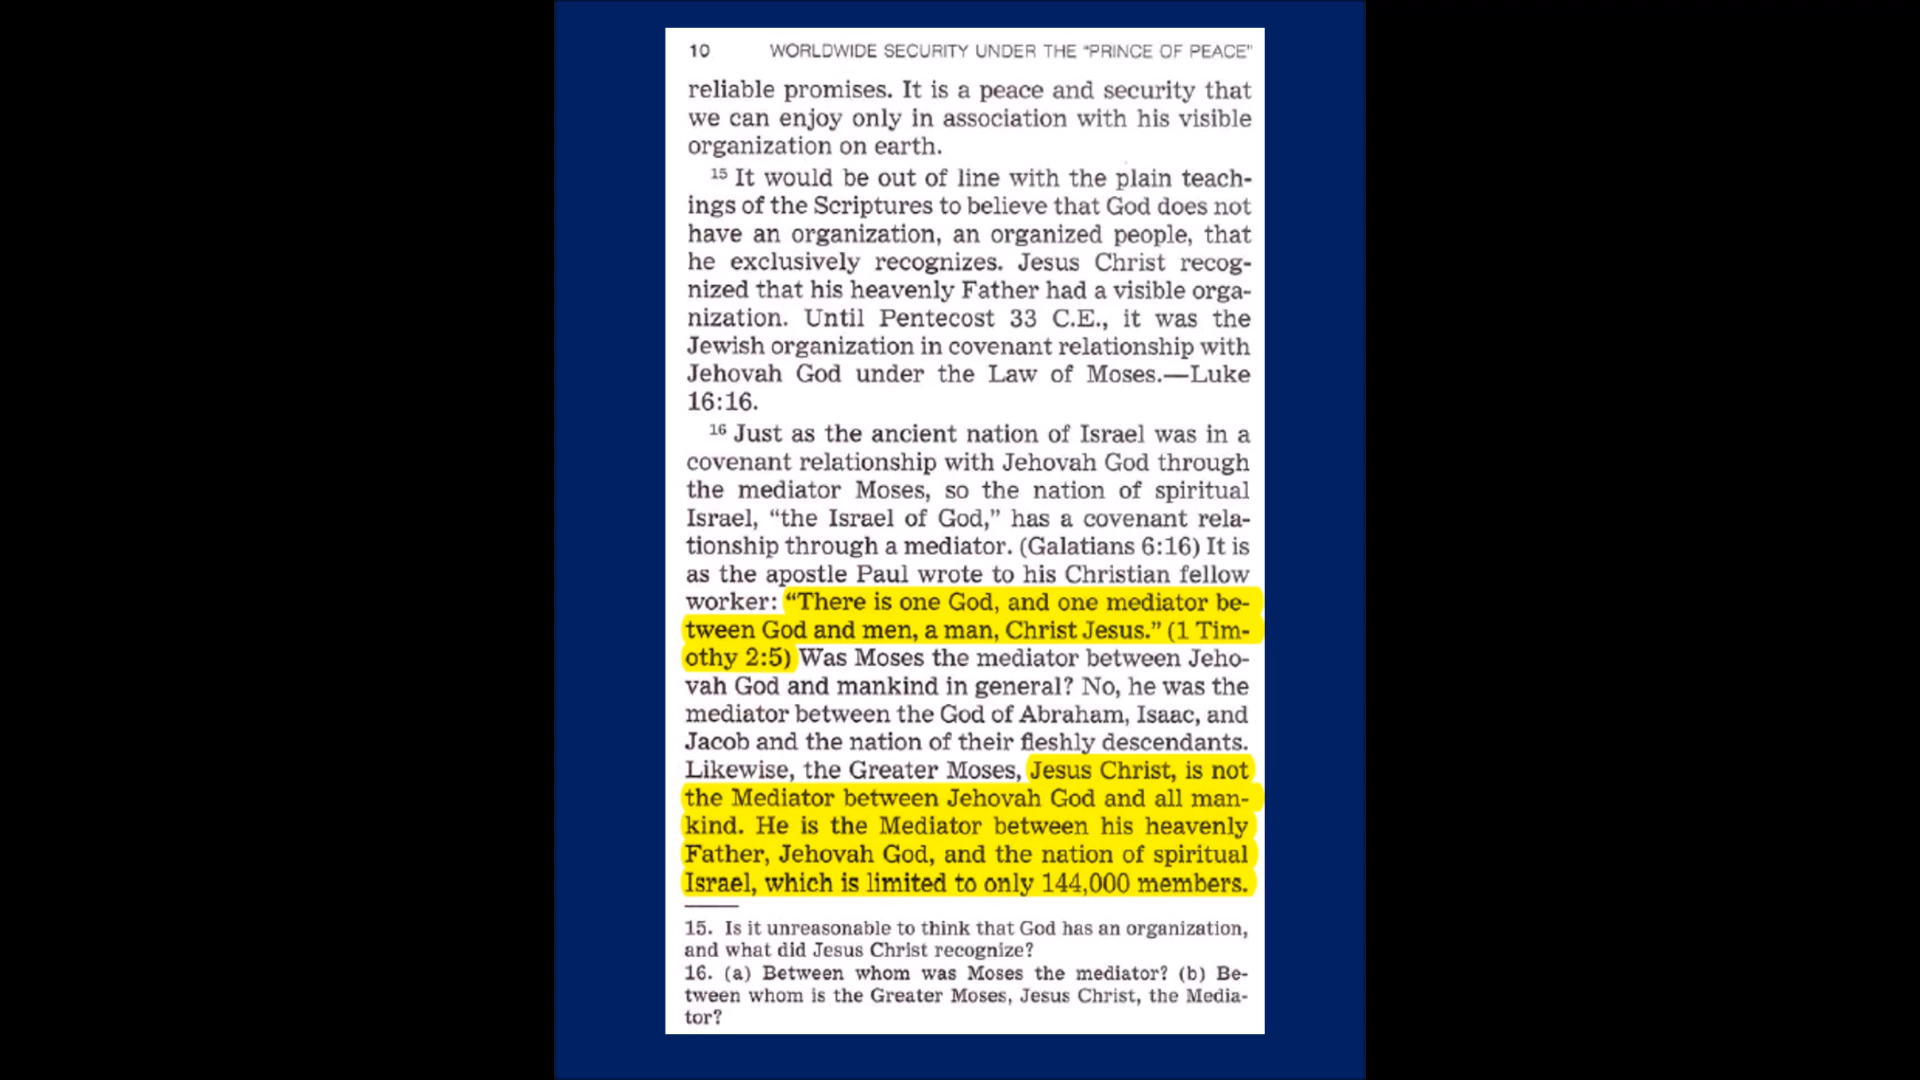 10 WORLDWIDE SECURITY UNDER THE “PRINCE OF PEACE”
reliable promises. It is a peace and security that
we can enjoy only in association with his visible
organization on earth.
15 It would be out of line with the plain teach-
ings of the Scriptures to believe that God does not
have an organization, an organized people, that
he exclusively recognizes. Jesus Christ recog-
nized that his heavenly Father had a visible orga-
nization. Until Pentecost 33 C.E., it was the
Jewish organization in covenant relationship with
Jehovah God under the Law of Moses.—Luke
16:16.
16 Just as the ancient nation of Israel was in a
covenant relationship with Jehovah God through
the mediator Moses, so the nation of spiritual
Israel, “the Israel of God,” has a covenant rela-
tionship through a mediator. (Galatians 6:16) It is
as the apostle Paul wrote to his Christian fellow
worker: “There is one God, and one mediator be-
tween God and men, a man, Christ Jesus.” (1 Tim-
othy 2:5) Was Moses the mediator between Jeho-
vah God and mankind in general? No, he was the
mediator between the God of Abraham, Isaac, and
Jacob and the nation of their fleshly descendants.
Likewise, the Greater Moses, Jesus Christ, is not
the Mediator between Jehovah God and all man-
kind. He is the Mediator between his heavenly
Father, Jehovah God, and the nation of spiritual
Israel, which is limited to only 144,000 members.
15. Is it unreasonable to think that God has an organization,
and what did Jesus Christ recognize?
16. (a) Between whom was Moses the mediator? (b) Be-
tween whom is the Greater Moses, Jesus Christ, the Media-
tor?